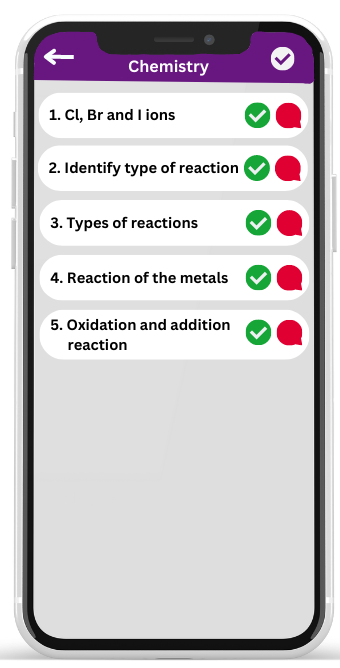 Chemistry
1. Cl, Br and I ions
2. Identify type of reaction
3. Types of reactions
4. Reaction of the metals
5. Oxidation and addition
reaction